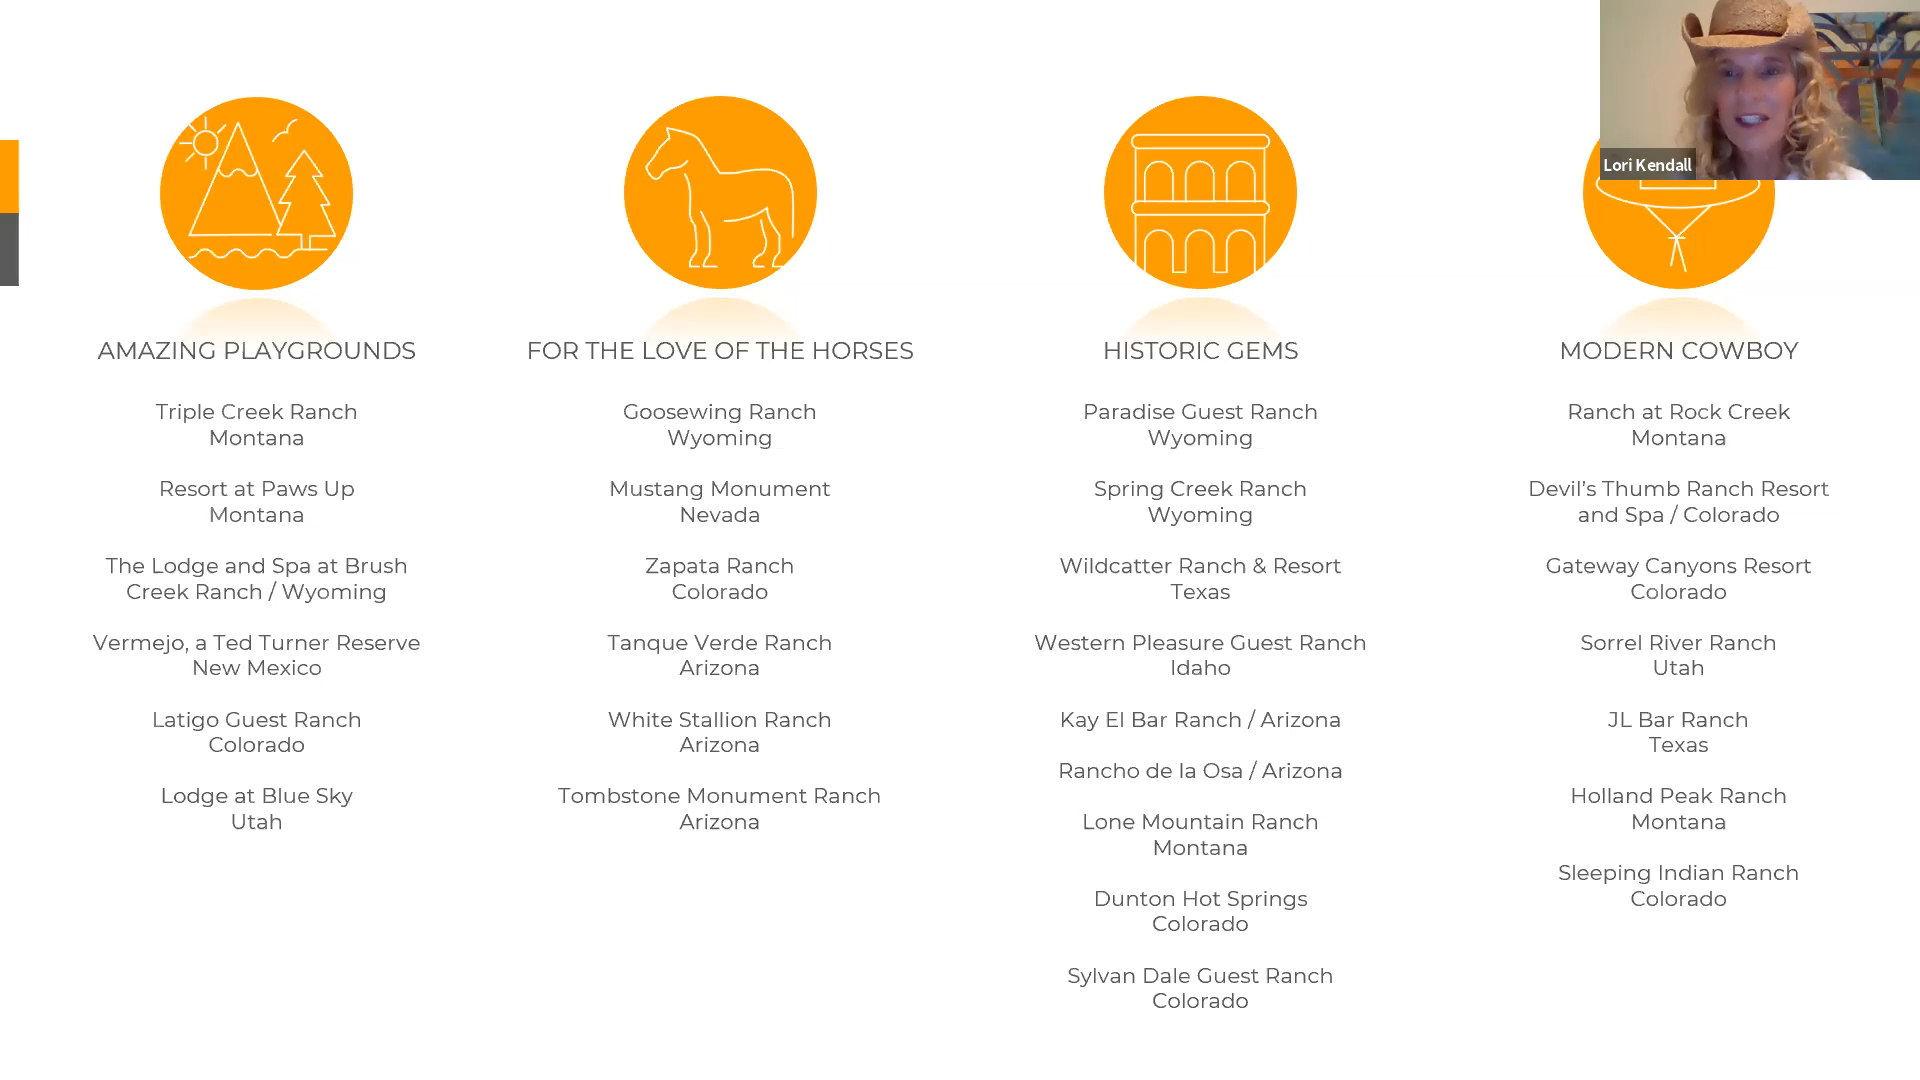 Lori Kendall
AMAZING PLAYGROUNDS
Triple Creek Ranch
Montana
Resort at Paws Up
Montana
The Lodge and Spa at Brush
Creek Ranch / Wyoming
Vermejo, a Ted Turner Reserve
New Mexico
Latigo Guest Ranch
Colorado
Lodge at Blue Sky
Utah
FOR THE LOVE OF THE HORSES
Goosewing Ranch
Wyoming
Mustang Monument
Nevada
Zapata Ranch
Colorado
Tanque Verde Ranch
Arizona
White Stallion Ranch
Arizona
Tombstone Monument Ranch
Arizona
HISTORIC GEMS
Paradise Guest Ranch
Wyoming
Spring Creek Ranch
Wyoming
Wildcatter Ranch & Resort
Texas
Western Pleasure Guest Ranch
Idaho
Kay El Bar Ranch / Arizona
Rancho de la Osa / Arizona
Lone Mountain Ranch
Montana
Dunton Hot Springs
Colorado
Sylvan Dale Guest Ranch
Colorado
MODERN COWBOY
Ranch at Rock Creek
Montana
Devil’s Thumb Ranch Resort
and Spa / Colorado
Gateway Canyons Resort
Colorado
Sorrel River Ranch
Utah
JL Bar Ranch
Texas
Holland Peak Ranch
Montana
Sleeping Indian Ranch
Colorado